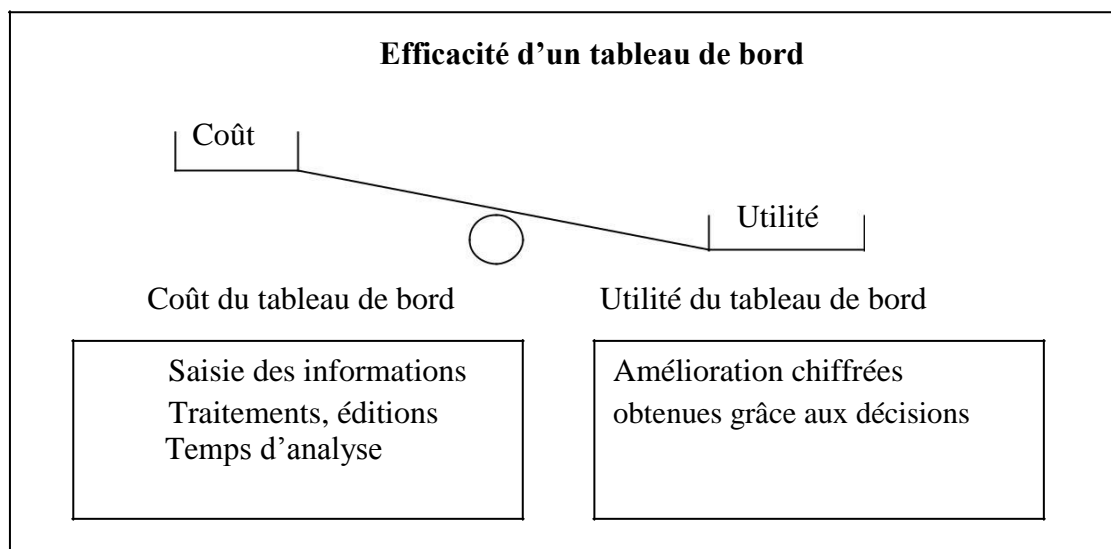 Efficacité d’un tableau de bord
Coût
Utilité
Coût du tableau de bord
Utilité du tableau de bord
Saisie des informations
Traitements, éditions
Temps d’analyse
Amélioration chiffrées
obtenues grâce aux décisions